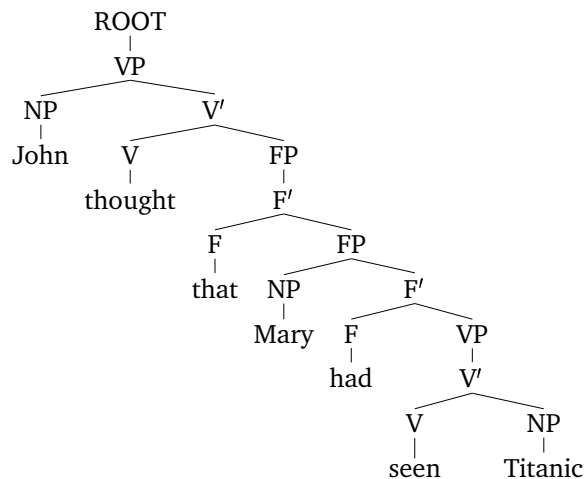 ROOT
VP
NP V′
John V FP
thought F′
F FP
that NP F′
Mary F VP
had V′
V NP
seen Titanic